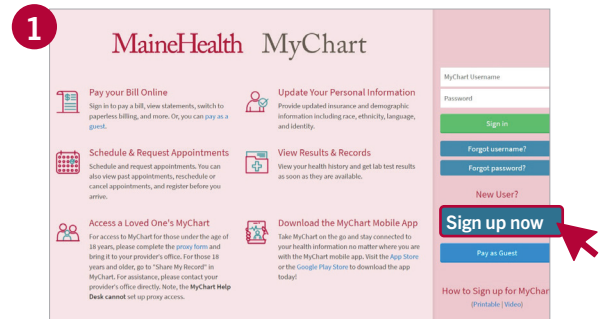 1
MaineHealth MyChart
Pay your Bill Online
Sign in to pay a bill, view statements, switch to
paperless billing, and more. Or, you can pay as a
guest.
Update Your Personal Information
Provide updated insurance and demographic
information including race, ethnicity, language,
and identity.
Schedule & Request Appointments
Schedule and request appointments. You can
also view past appointments, reschedule or
cancel appointments, and register before you
arrive.
View Results & Records
View your health history and get lab test results
as soon as they are available.
Access a Loved One's MyChart
For access to MyChart for those under the age of
18 years, please complete the proxy form and
bring it to your provider's office. For those 18
years and older, go to "Share My Record" in
MyChart. For assistance, please contact your
provider's office directly. Note, the MyChart Help
Desk cannot set up proxy access.
Download the MyChart Mobile App
Take MyChart on the go and stay connected to
your health information no matter where you are
with the MyChart mobile app. Visit the App Store
or the Google Play Store to download the app
today!
MyChart Username
Password
Sign in
Forgot username?
Forgot password?
New User?
Sign up now
Pay as Guest
How to Sign up for MyChar
(Printable | Video)